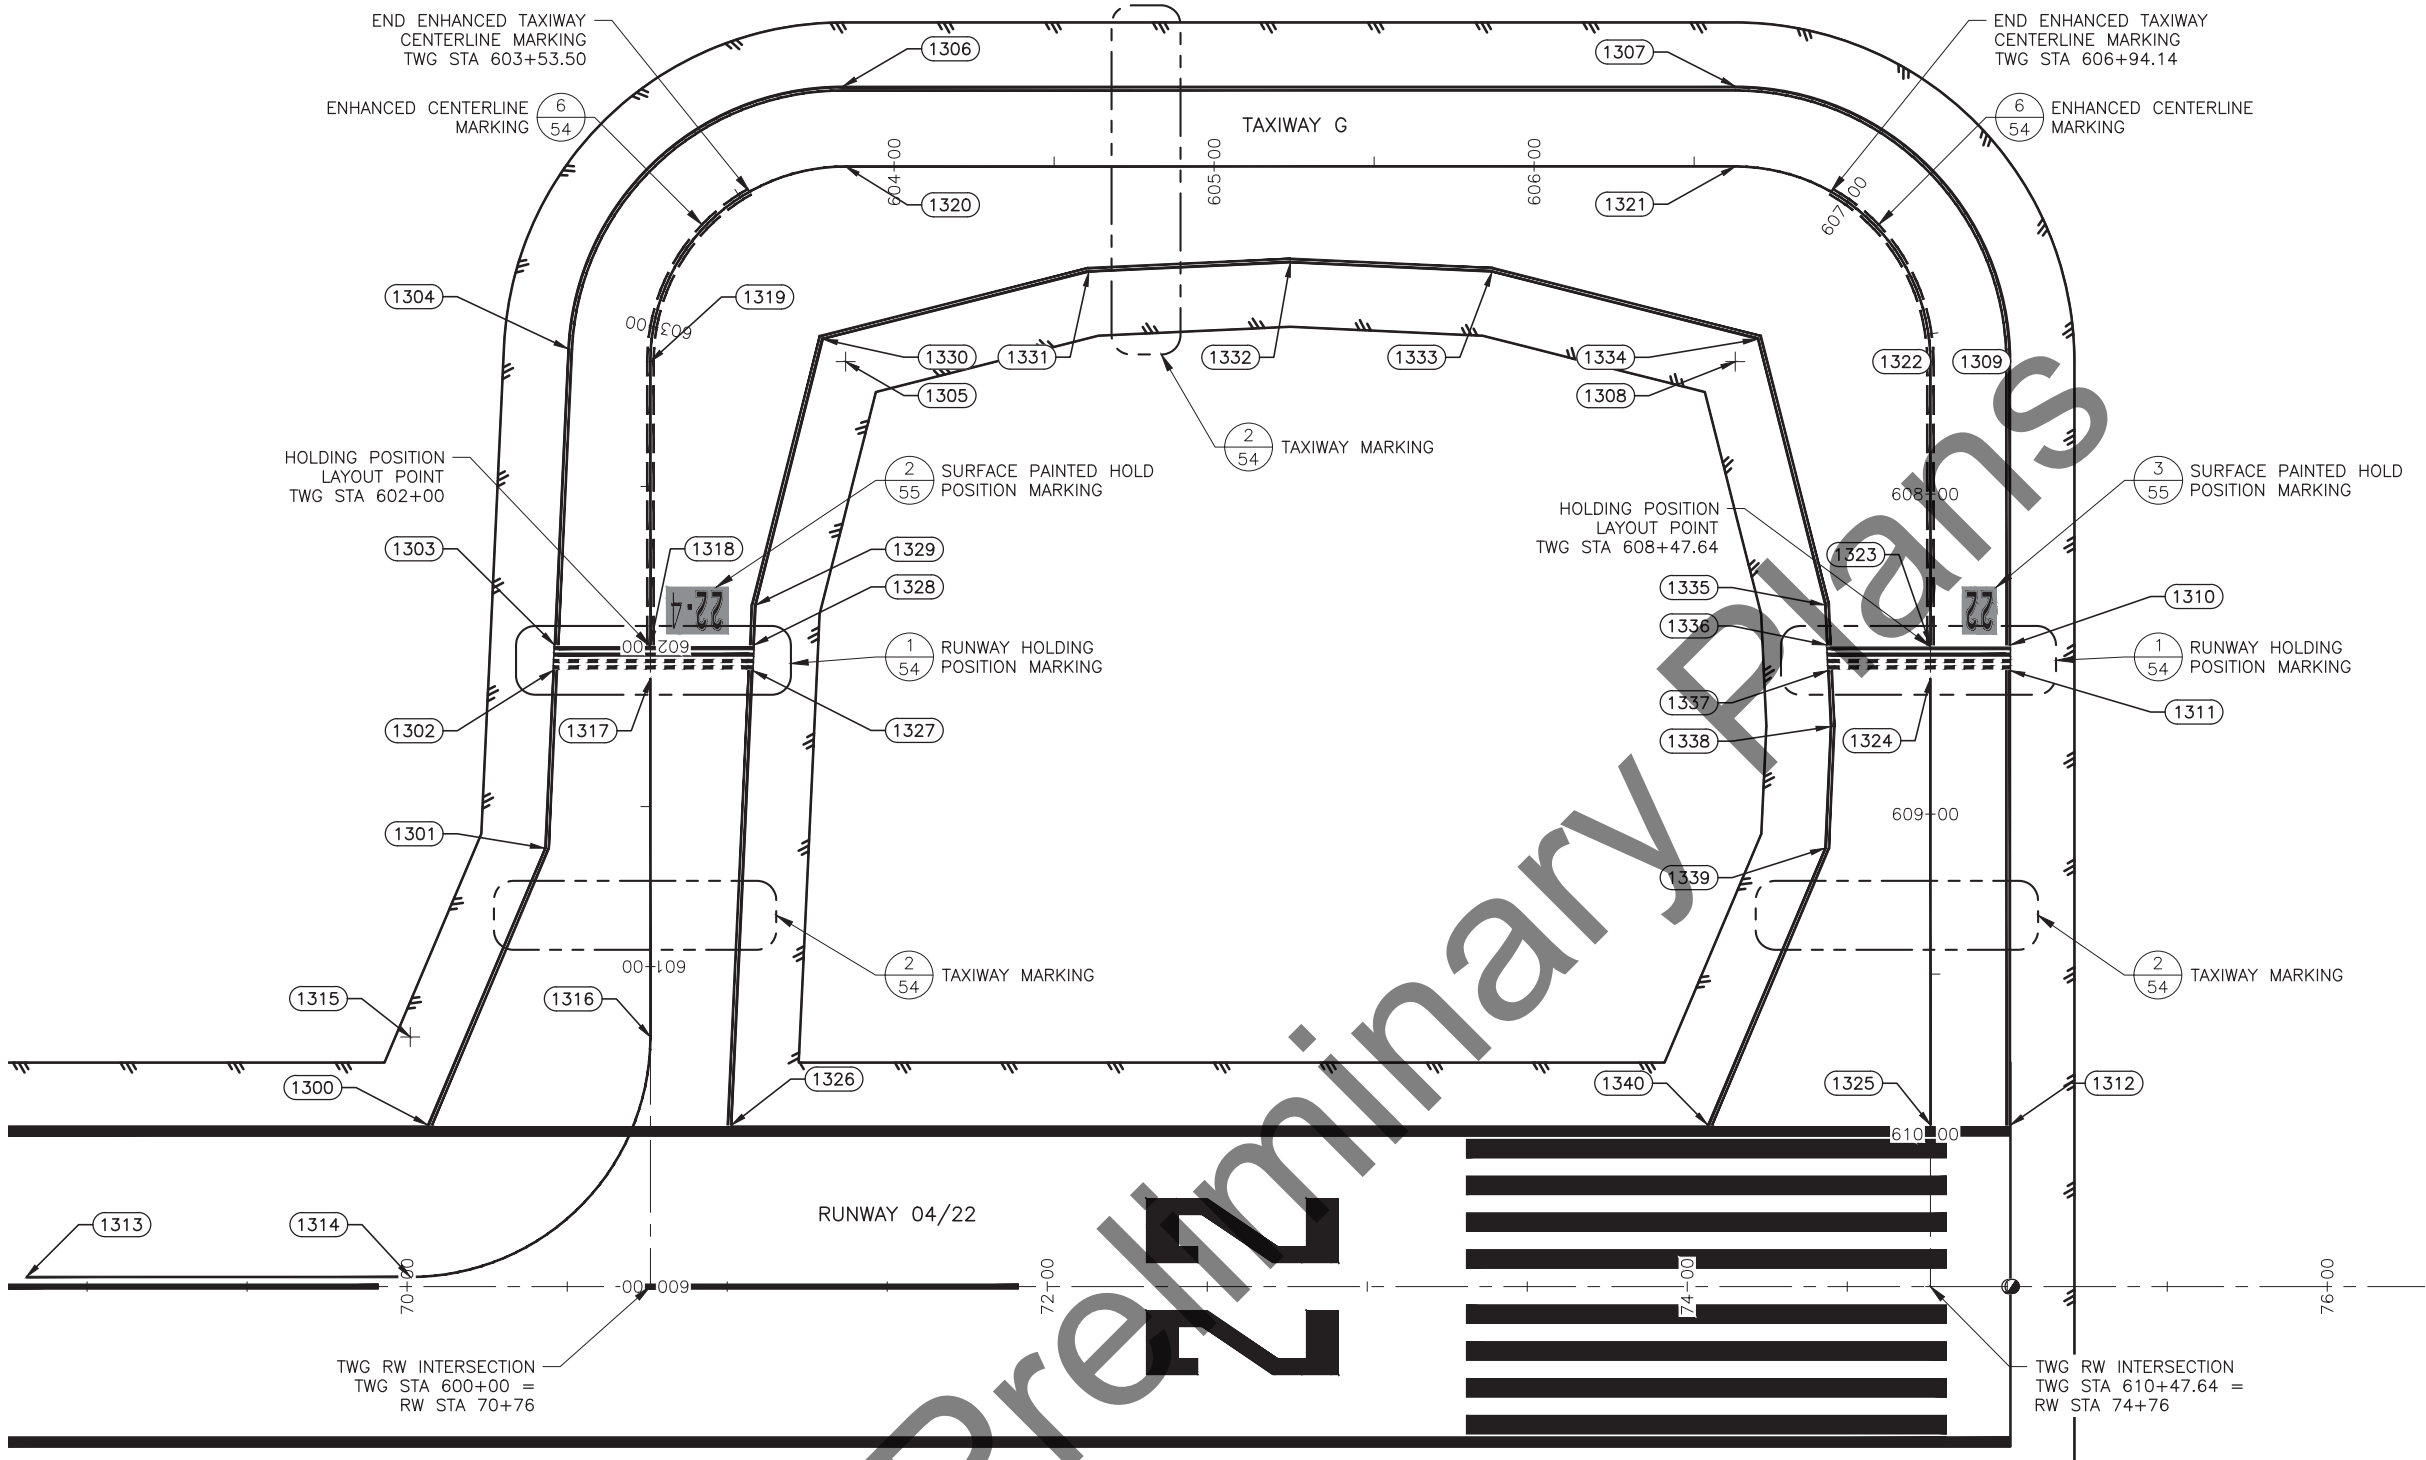 END ENHANCED TAXIWAY
CENTERLINE MARKING
TWG STA 603+53.50
ENHANCED CENTERLINE
MARKING
6
54
1306
1307
END ENHANCED TAXIWAY
CENTERLINE MARKING
TWG STA 606+94.14
6
54
ENHANCED CENTERLINE
MARKING
TAXIWAY G
604+00
605+00
606+00
607+00
1320
1321
1304
1319
603+00
1330
1331
1332
1333
1334
1322
1309
1305
1308
2
54
TAXIWAY MARKING
HOLDING POSITION
LAYOUT POINT
TWG STA 602+00
2
55
SURFACE PAINTED HOLD
POSITION MARKING
HOLDING POSITION
LAYOUT POINT
TWG STA 608+47.64
608+00
3
55
SURFACE PAINTED HOLD
POSITION MARKING
1303
1318
1329
1323
1328
1335
1310
22-4
22
1336
602+00
1
54
RUNWAY HOLDING
POSITION MARKING
1
54
RUNWAY HOLDING
POSITION MARKING
1302
1317
1327
1337
1338
1324
1311
1301
609+00
1339
601+00
2
54
TAXIWAY MARKING
2
54
TAXIWAY MARKING
1315
1316
1300
1326
1340
1325
1312
610+00
1313
1314
RUNWAY 04/22
22
70+00
600+00
72+00
74+00
76+00
TWG RW INTERSECTION
TWG STA 600+00 =
RW STA 70+76
TWG RW INTERSECTION
TWG STA 610+47.64 =
RW STA 74+76
Preliminary Plans